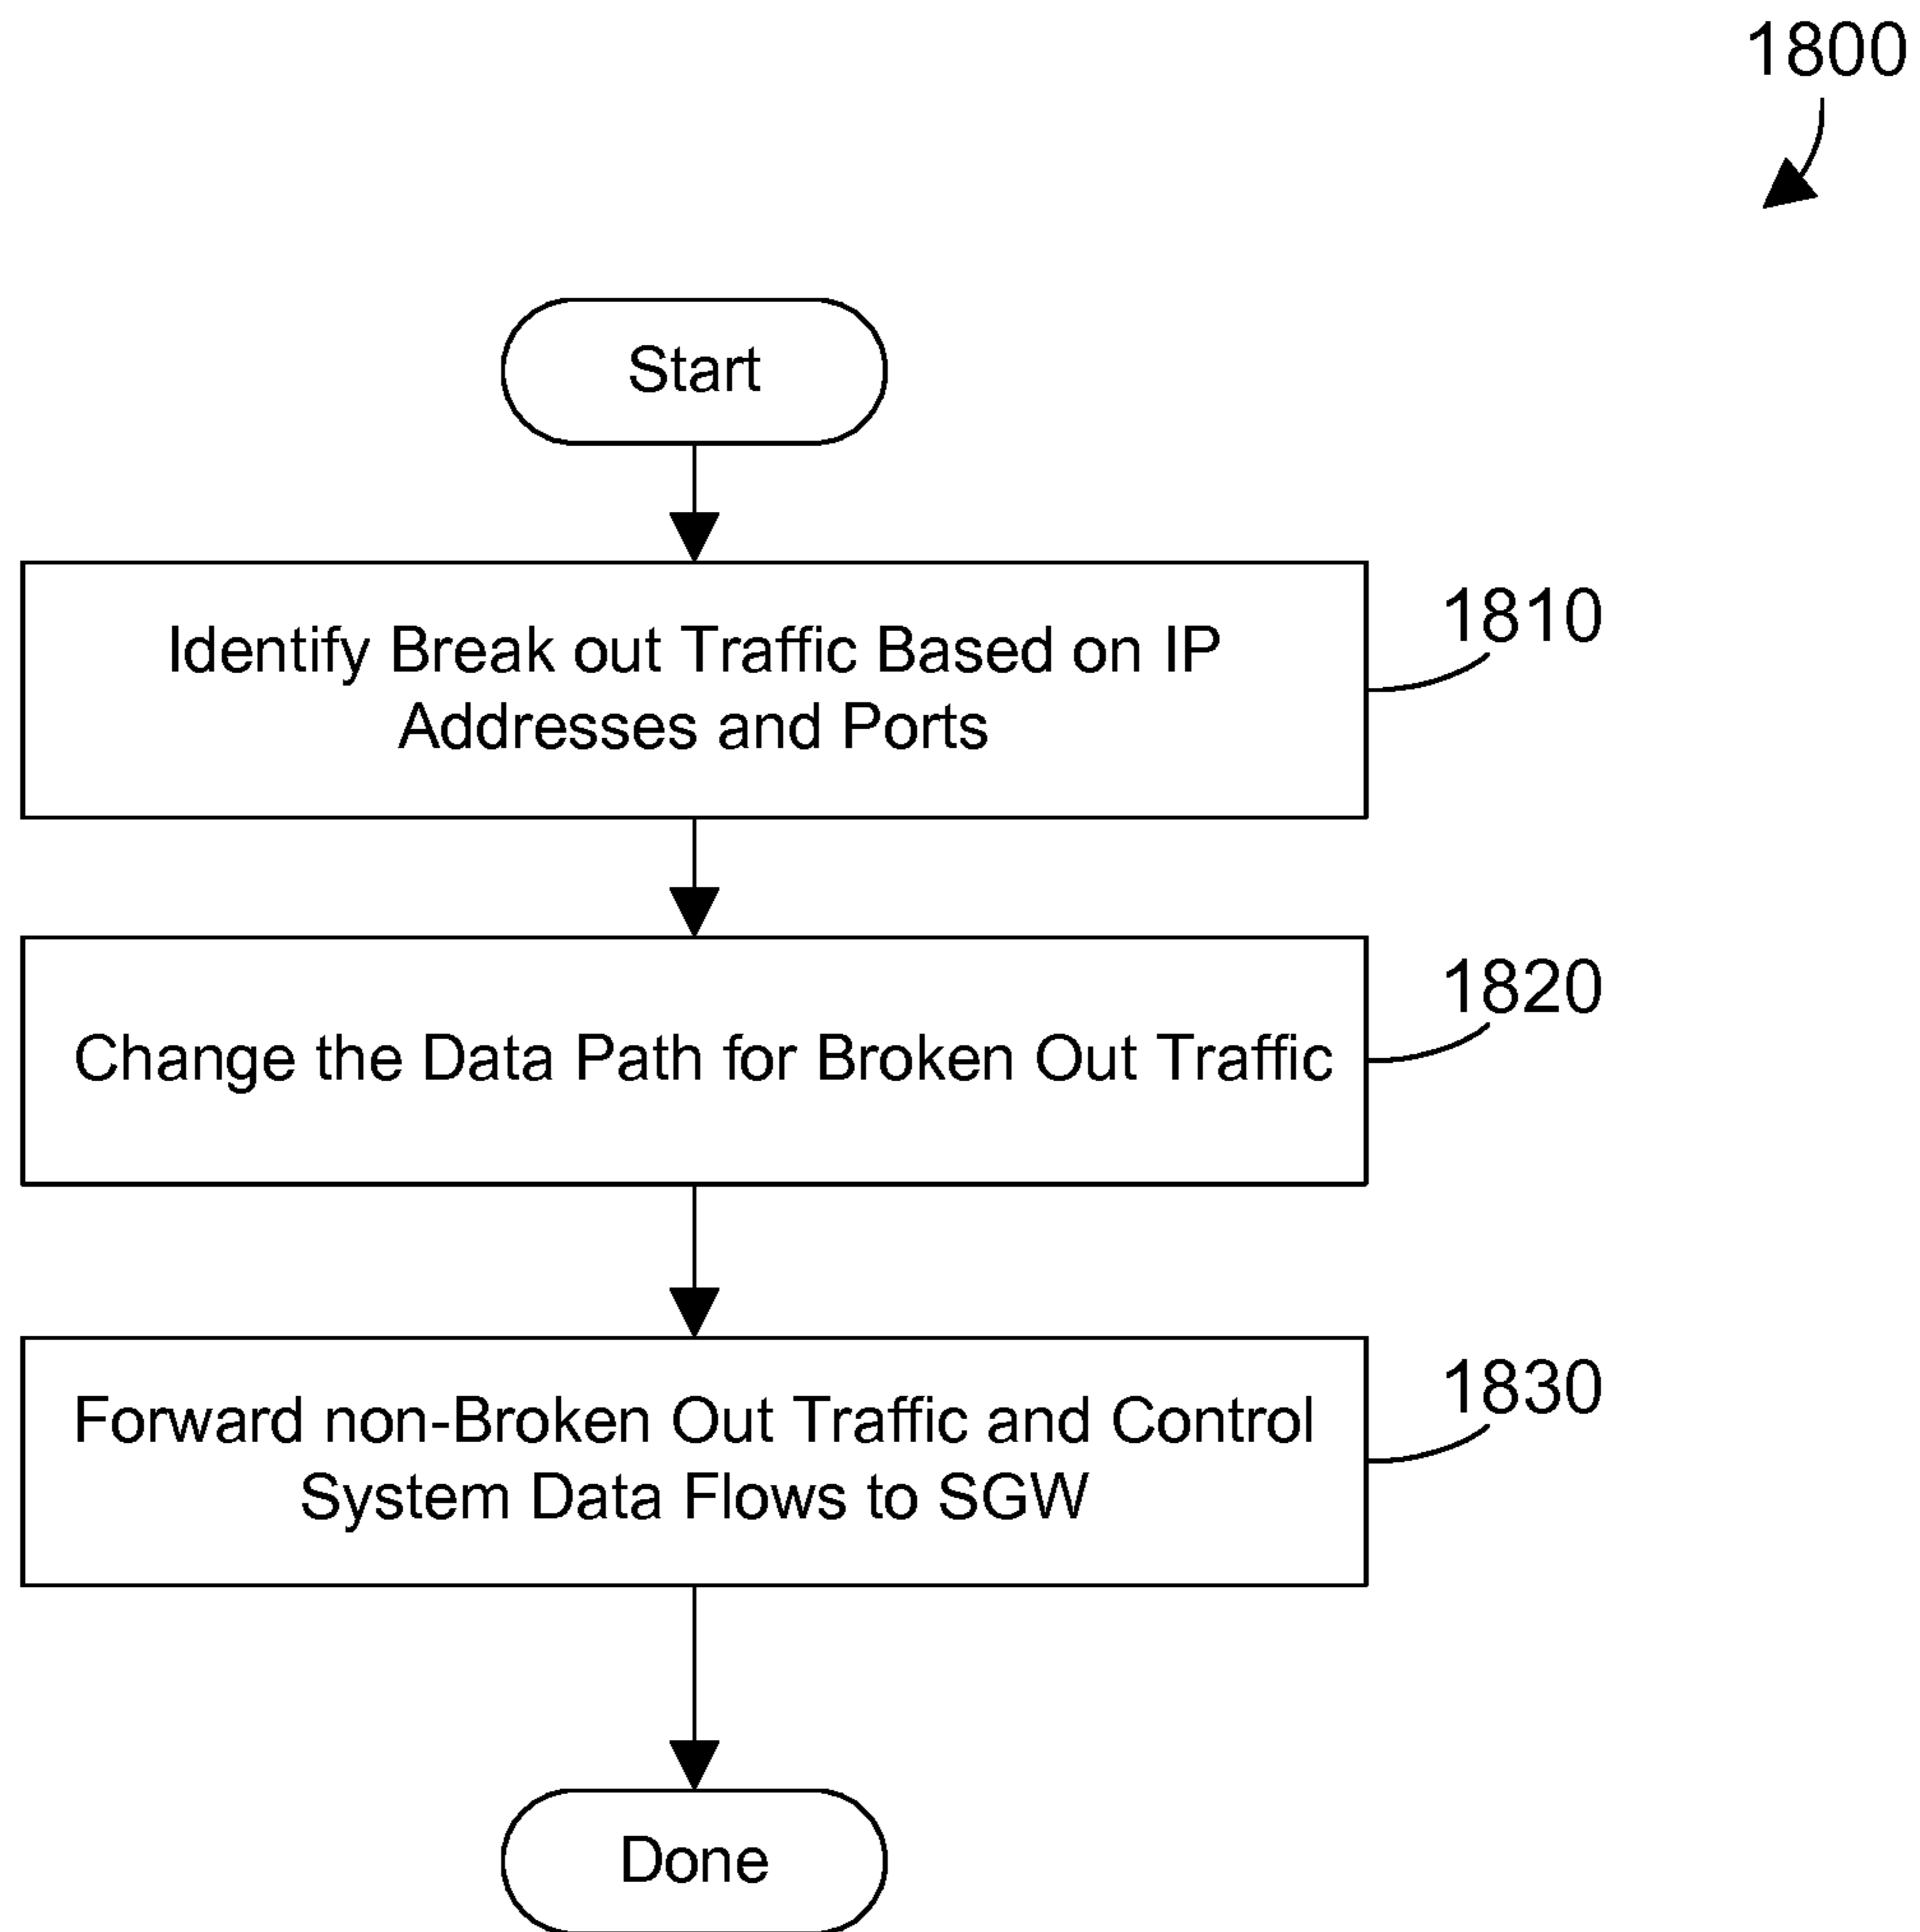 1800
Start
Identify Break out Traffic Based on IP
Addresses and Ports
1810
Change the Data Path for Broken Out Traffic
1820
Forward non-Broken Out Traffic and Control
System Data Flows to SGW
1830
Done